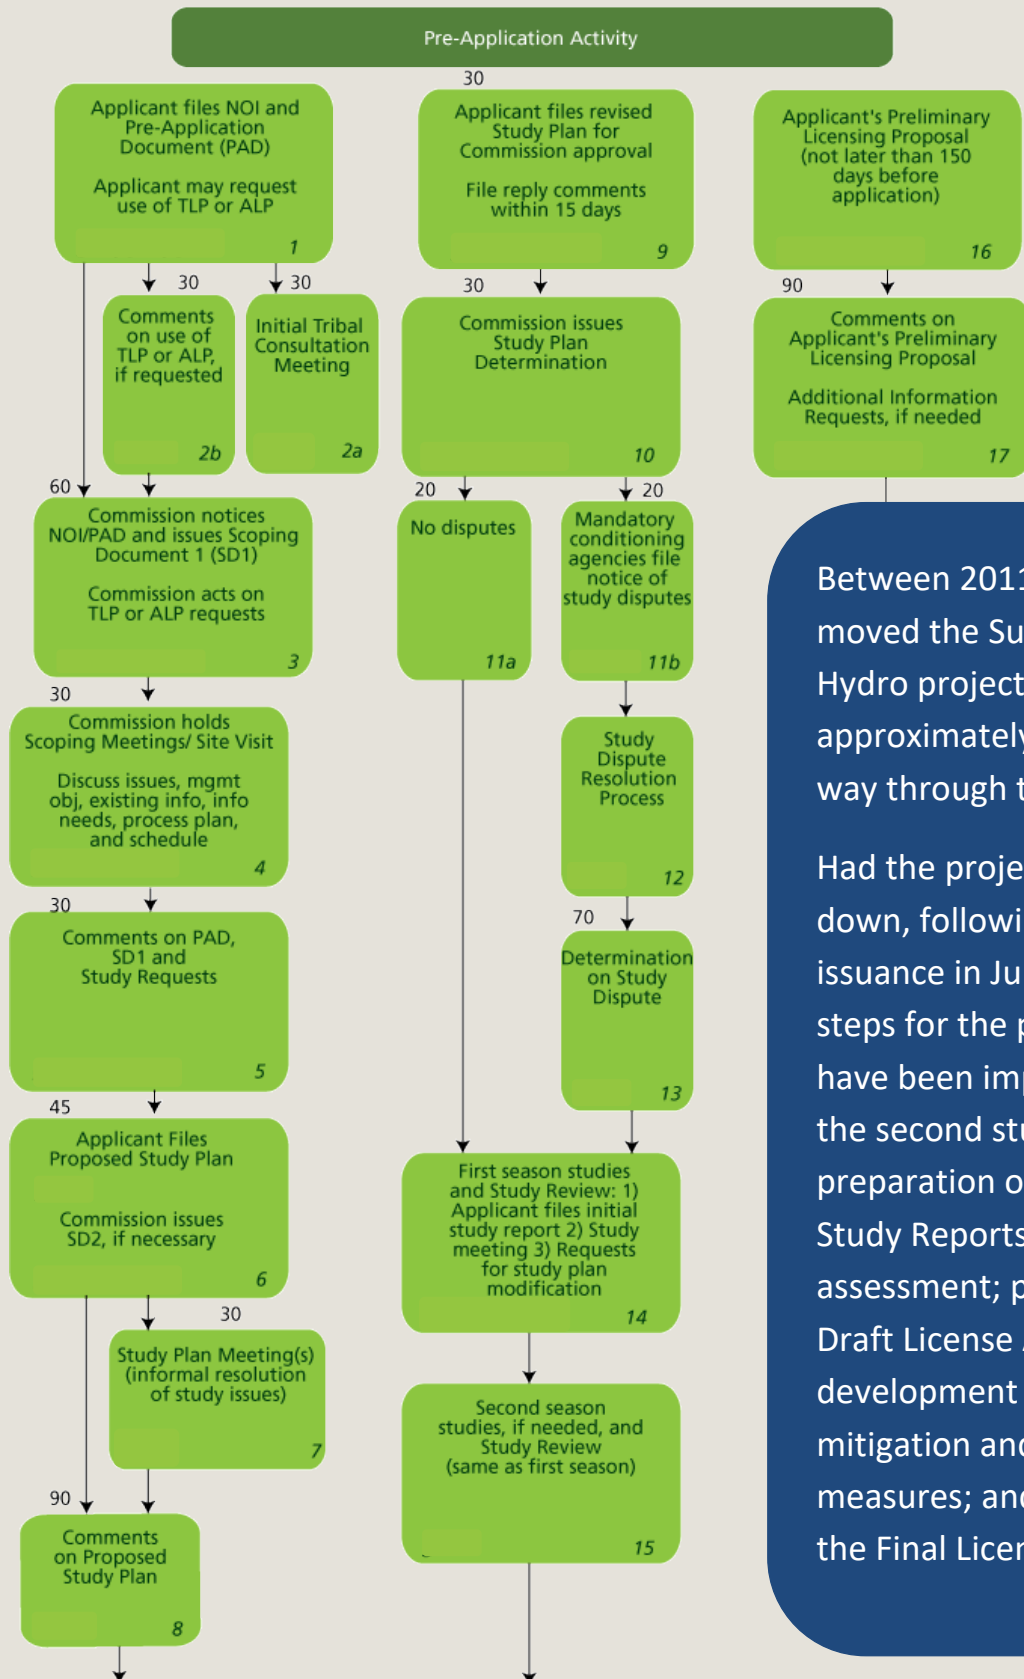 Pre-Application Activity
Applicant files NOI and
Pre-Application
Document (PAD)
Applicant may request
use of TLP or ALP
1
30
Comments
on use of
TLP or ALP,
if requested
2b
30
Initial Tribal
Consultation
Meeting
2a
60
Commission notices
NOI/PAD and issues Scoping
Document 1 (SD1)
Commission acts on
TLP or ALP requests
3
30
Commission holds
Scoping Meetings/ Site Visit
Discuss issues, mgmt
obj, existing info, info
needs, process plan,
and schedule
4
30
Comments on PAD,
SD1 and
Study Requests
5
45
Applicant Files
Proposed Study Plan
Commission issues
SD2, if necessary
6
30
Study Plan Meeting(s)
(informal resolution
of study issues)
7
90
Comments
on Proposed
Study Plan
8
30
Applicant files revised
Study Plan for
Commission approval
File reply comments
within 15 days
9
30
Commission issues
Study Plan
Determination
10
20
No disputes
11a
20
Mandatory
conditioning
agencies file
notice of
study disputes
11b
Study
Dispute
Resolution
Process
12
70
Determination
on Study
Dispute
13
First season studies
and Study Review: 1)
Applicant files initial
study report 2) Study
meeting 3) Requests
for study plan
modification
14
Second season
studies, if needed, and
Study Review
(same as first season)
15
Applicant's Preliminary
Licensing Proposal
(not later than 150
days before
application)
16
90
Comments on
Applicant's Preliminary
Licensing Proposal
Additional Information
Requests, if needed
17
Between 2011
moved the Su
Hydro project
approximately
way through t
Had the proje
down, followi
issuance in Ju
steps for the p
have been imp
the second stu
preparation o
Study Reports
assessment; p
Draft License
development
mitigation and
measures; and
the Final Licer